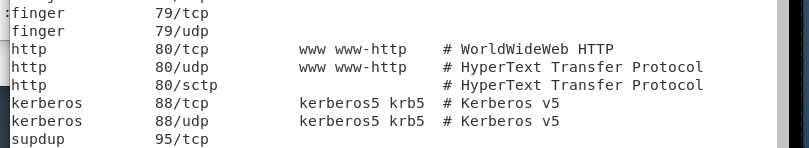 finger          79/tcp
finger          79/udp
http            80/tcp          www www-http    # WorldWideWeb HTTP
http            80/udp          www www-http    # HyperText Transfer Protocol
http            80/sctp                         # HyperText Transfer Protocol
kerberos        88/tcp          kerberos5 krb5  # Kerberos v5
kerberos        88/udp          kerberos5 krb5  # Kerberos v5
supdup          95/tcp